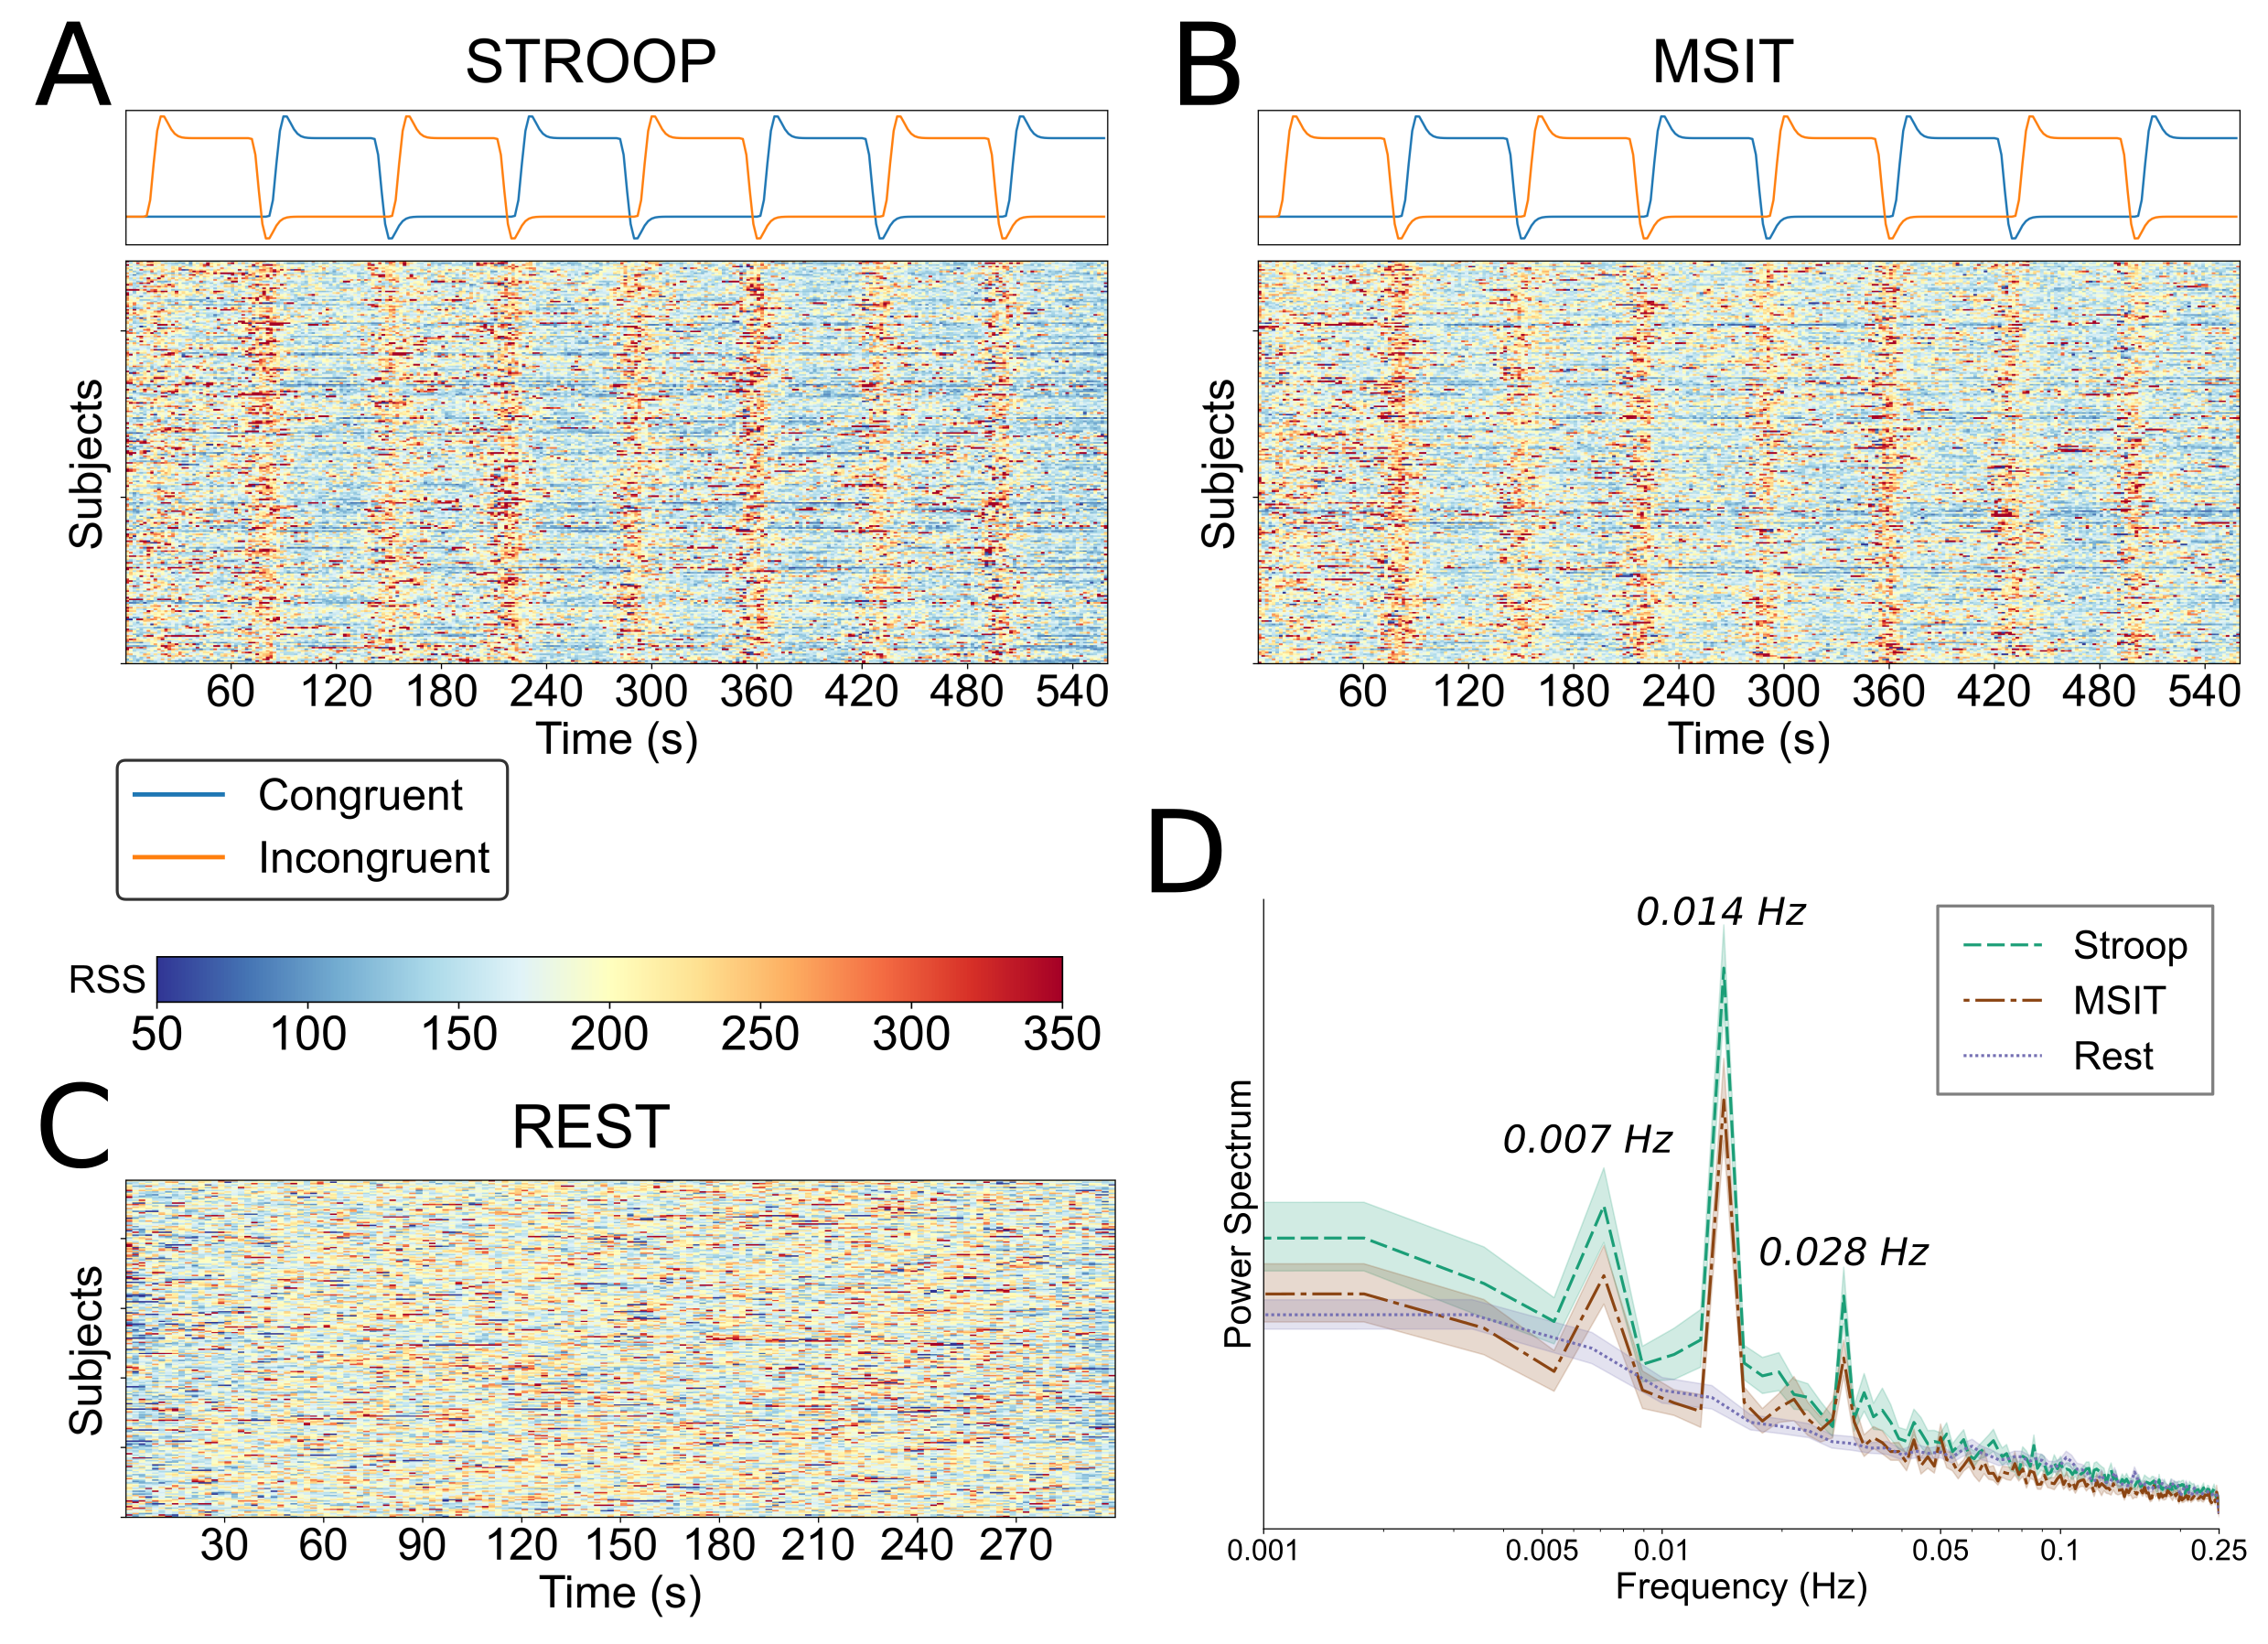 A
STROOP
Subjects
60 120 180 240 300 360 420 480 540
Time (s)
B
MSIT
Subjects
60 120 180 240 300 360 420 480 540
Time (s)
Congruent
Incongruent
RSS
50 100 150 200 250 300 350
C
REST
Subjects
30 60 90 120 150 180 210 240 270
Time (s)
D
0.014 Hz
0.007 Hz
0.028 Hz
Stroop
MSIT
Rest
Power Spectrum
0.001 0.005 0.01 0.05 0.1 0.25
Frequency (Hz)